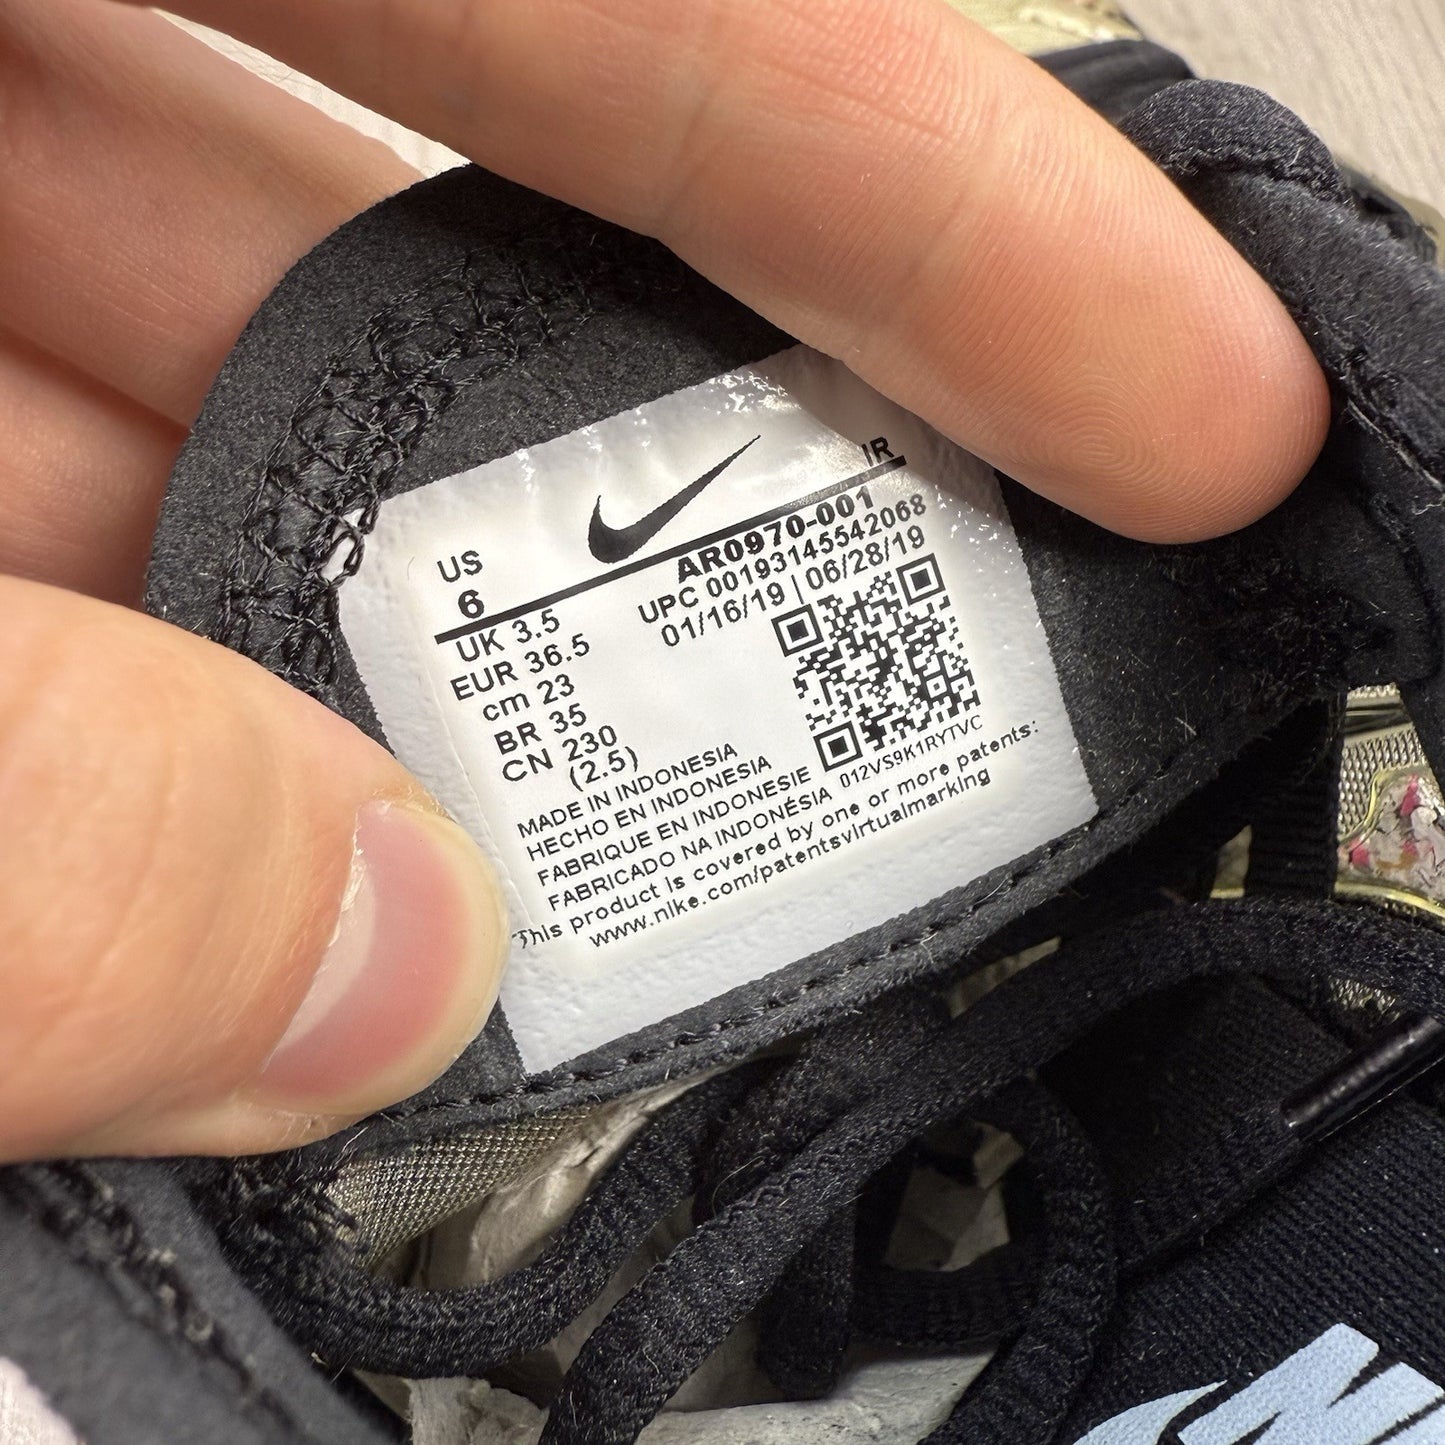 US
6
IR
AR0970-001
UPC 00193145542068
01/16/19 | 06/28/19
UK 3.5
EUR 36.5
cm 23
BR 35
CN 230
(2.5)
012VS9K1RYTVC
MADE IN INDONESIA
HECHO EN INDONESIA
FABRIQUE EN INDONESIE
FABRICADO NA INDONÉSIA
This product is covered by one or more patents:
www.nike.com/patentsvirtualmarking